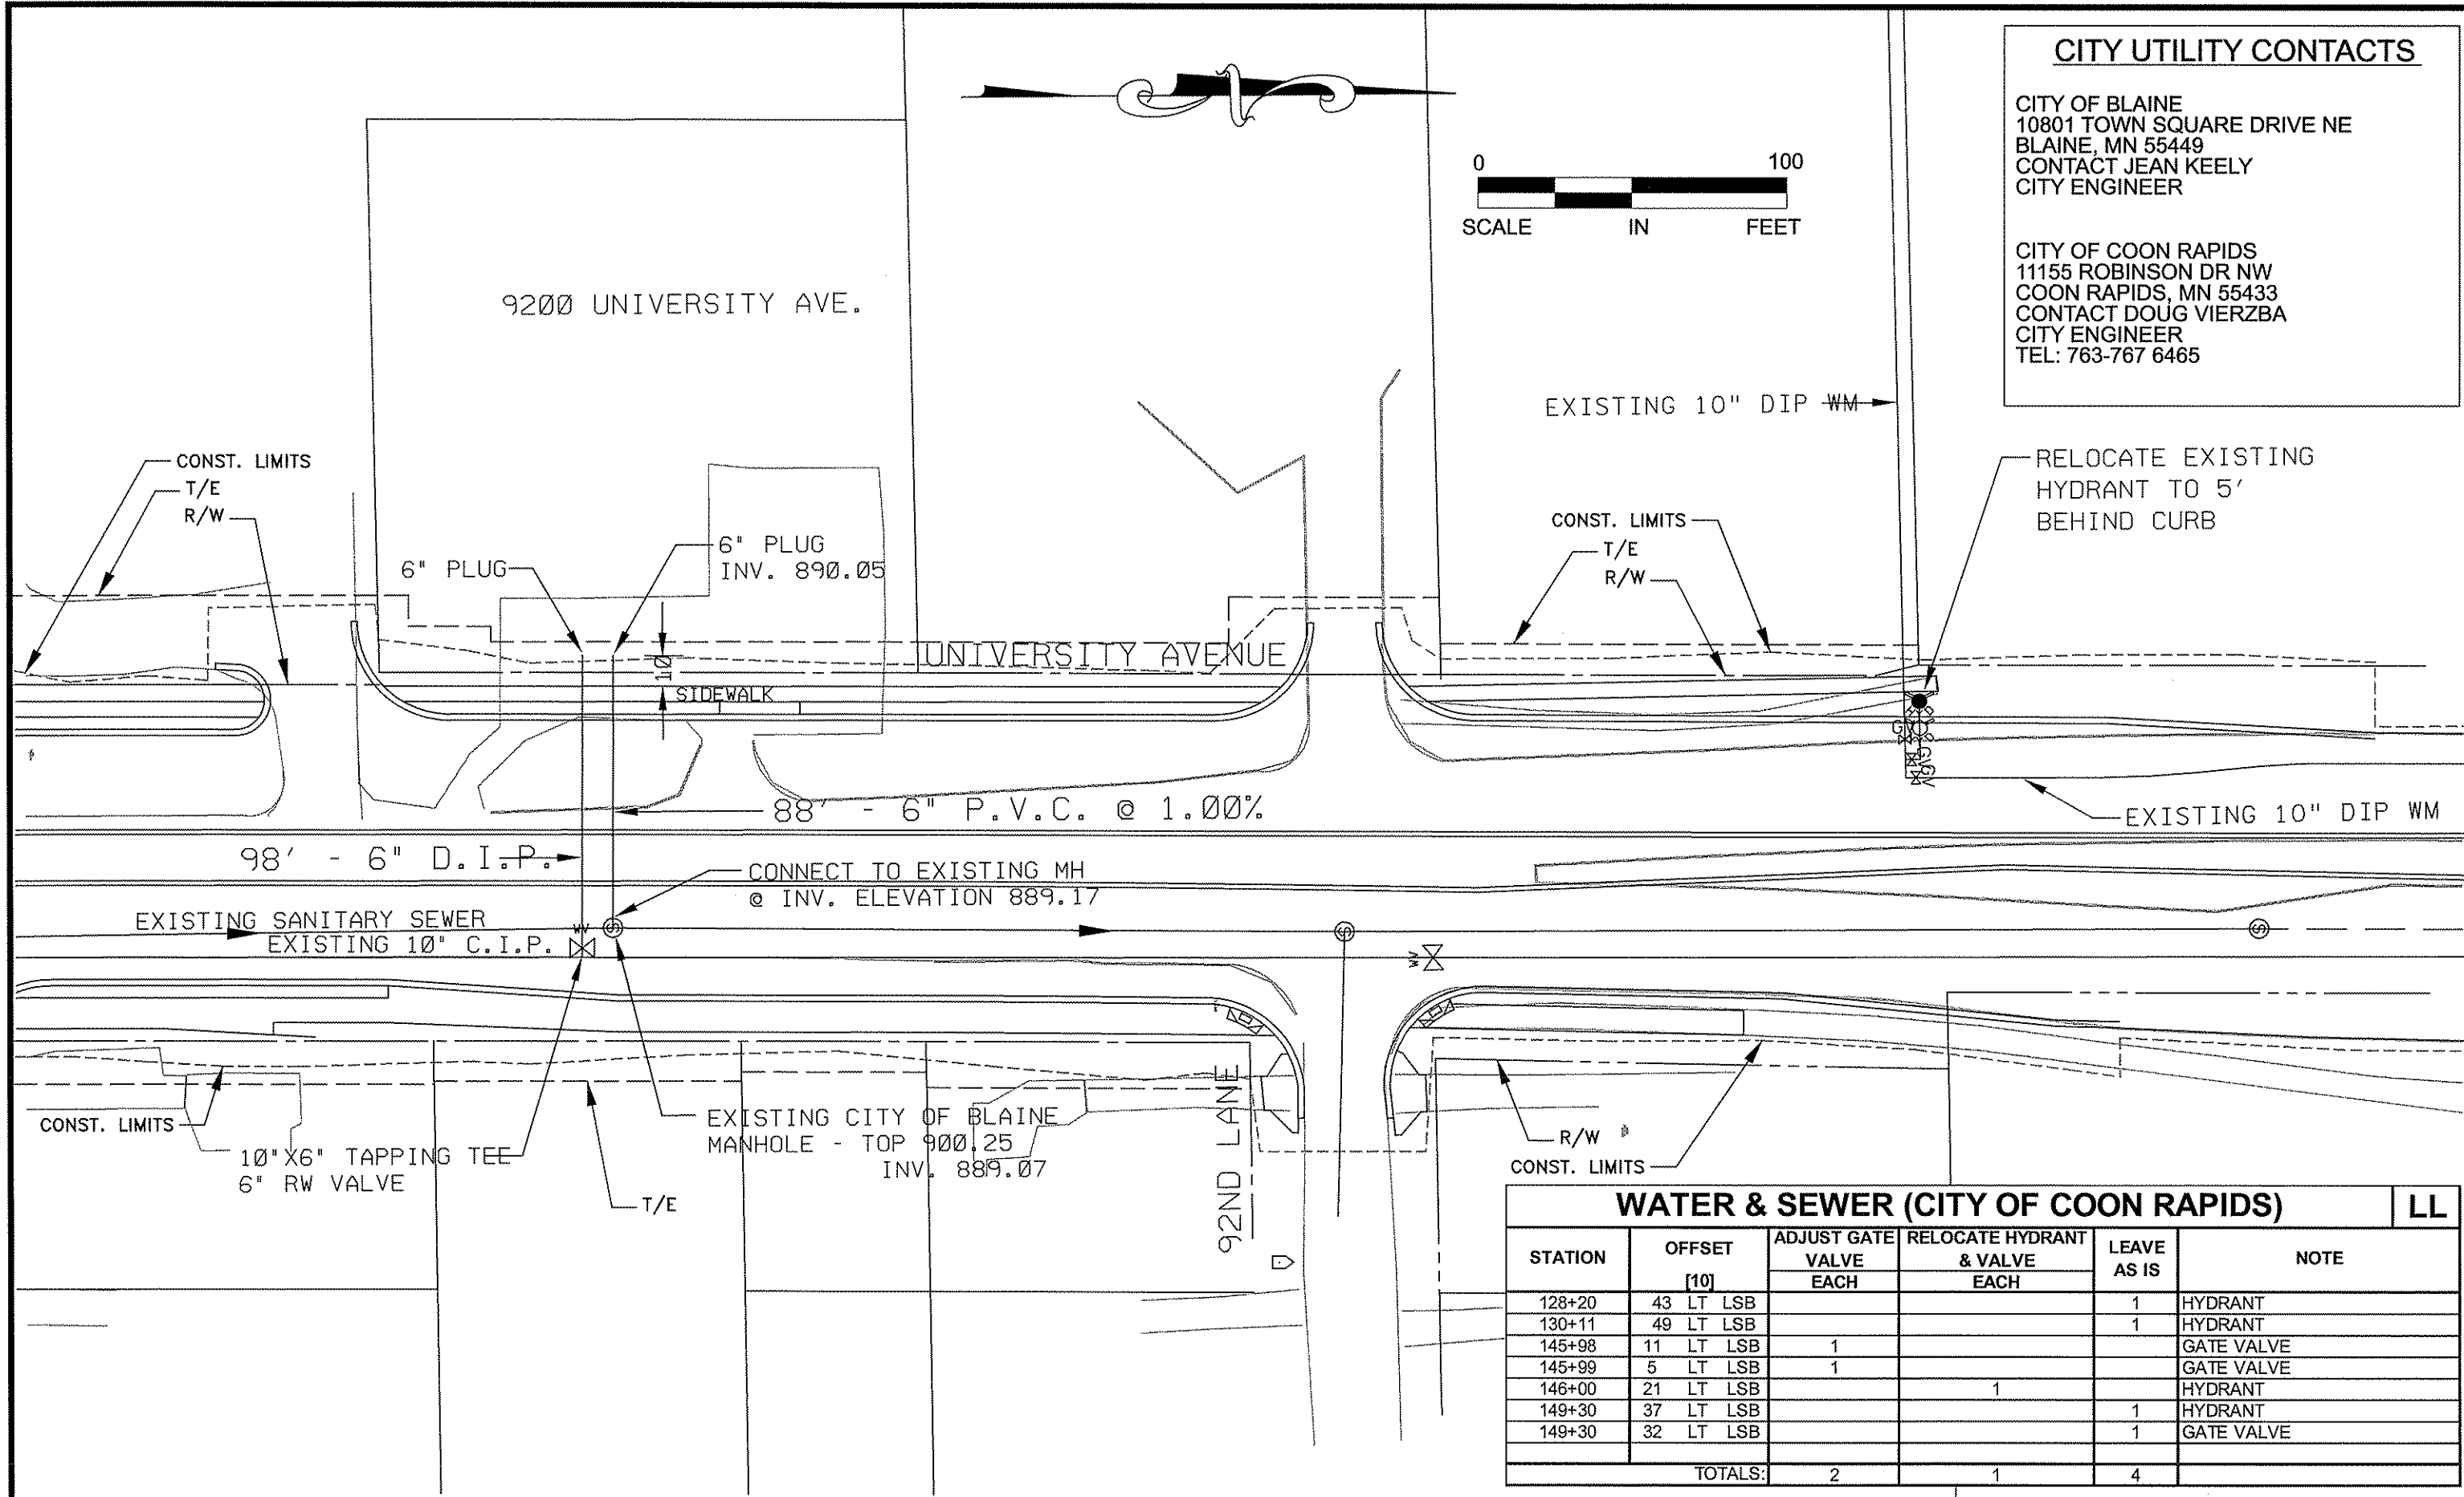 CITY UTILITY CONTACTS
CITY OF BLAINE
10801 TOWN SQUARE DRIVE NE
BLAINE, MN 55449
CONTACT JEAN KEELY
CITY ENGINEER
CITY OF COON RAPIDS
11155 ROBINSON DR NW
COON RAPIDS, MN 55433
CONTACT DOUG VIERZBA
CITY ENGINEER
TEL: 763-767 6465
0 100
SCALE IN FEET
9200 UNIVERSITY AVE.
EXISTING 10" DIP WM
RELOCATE EXISTING
HYDRANT TO 5'
BEHIND CURB
CONST. LIMITS
T/E
R/W
6" PLUG
6" PLUG
INV. 890.05
CONST. LIMITS
T/E
R/W
UNIVERSITY AVENUE
10
SIDEWALK
GV
GV
GV
88' - 6" P.V.C. @ 1.00%
EXISTING 10" DIP WM
98' - 6" D.I.P.
CONNECT TO EXISTING MH
@ INV. ELEVATION 889.17
EXISTING SANITARY SEWER
EXISTING 10" C.I.P.
WV
S
S
S
WV
CONST. LIMITS
10"X6" TAPPING TEE
6" RW VALVE
T/E
EXISTING CITY OF BLAINE
MANHOLE - TOP 900.25
INV. 889.07
92ND LANE
R/W
CONST. LIMITS
WATER & SEWER (CITY OF COON RAPIDS) LL
STATION OFFSET [10] ADJUST GATE VALVE EACH RELOCATE HYDRANT & VALVE EACH LEAVE AS IS NOTE
128+20 43 LT LSB 1 HYDRANT
130+11 49 LT LSB 1 HYDRANT
145+98 11 LT LSB 1 GATE VALVE
145+99 5 LT LSB 1 GATE VALVE
146+00 21 LT LSB 1 HYDRANT
149+30 37 LT LSB 1 HYDRANT
149+30 32 LT LSB 1 GATE VALVE
TOTALS: 2 1 4